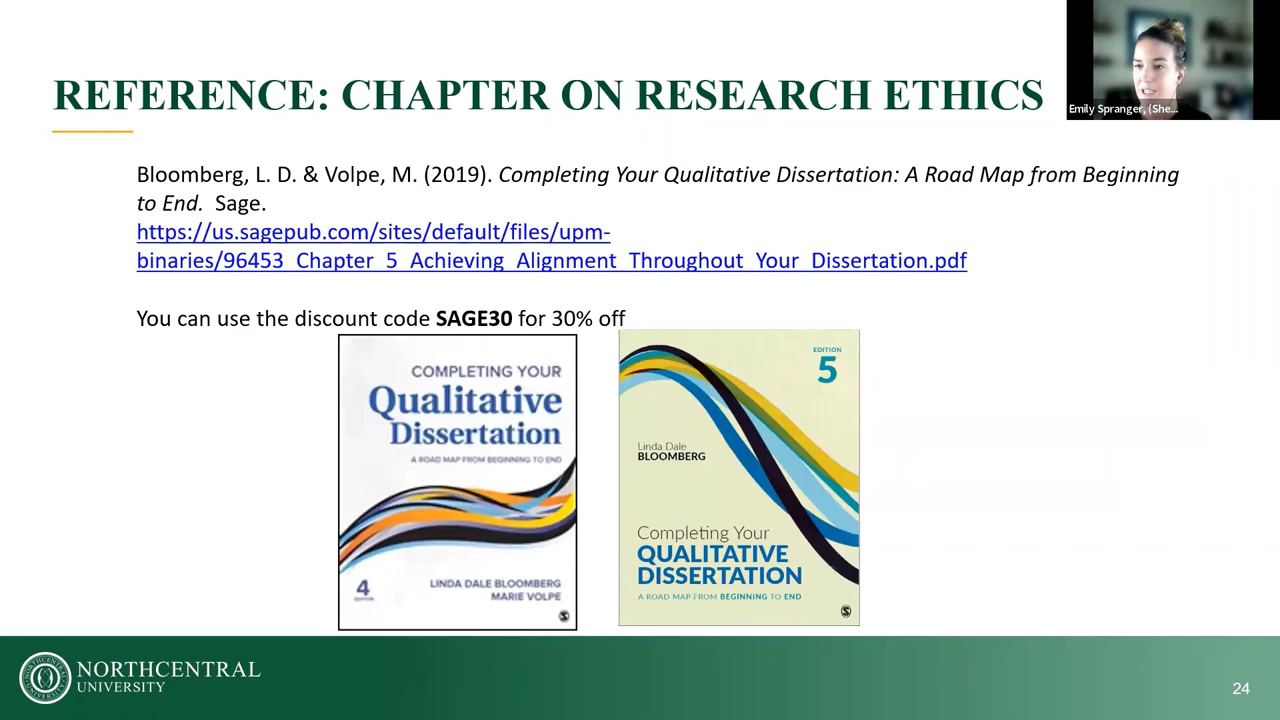 REFERENCE: CHAPTER ON RESEARCH ETHICS
Emily Spranger, (She...
Bloomberg, L. D. & Volpe, M. (2019). Completing Your Qualitative Dissertation: A Road Map from Beginning
to End.  Sage.
https://us.sagepub.com/sites/default/files/upm-
binaries/96453_Chapter_5_Achieving_Alignment_Throughout_Your_Dissertation.pdf
You can use the discount code SAGE30 for 30% off
COMPLETING YOUR
Qualitative
Dissertation
A ROAD MAP FROM BEGINNING TO END
4
EDITION
LINDA DALE BLOOMBERG
MARIE VOLPE
EDITION
5
Linda Dale
BLOOMBERG
Completing Your
QUALITATIVE
DISSERTATION
A ROAD MAP FROM BEGINNING TO END
NORTHCENTRAL
UNIVERSITY
24